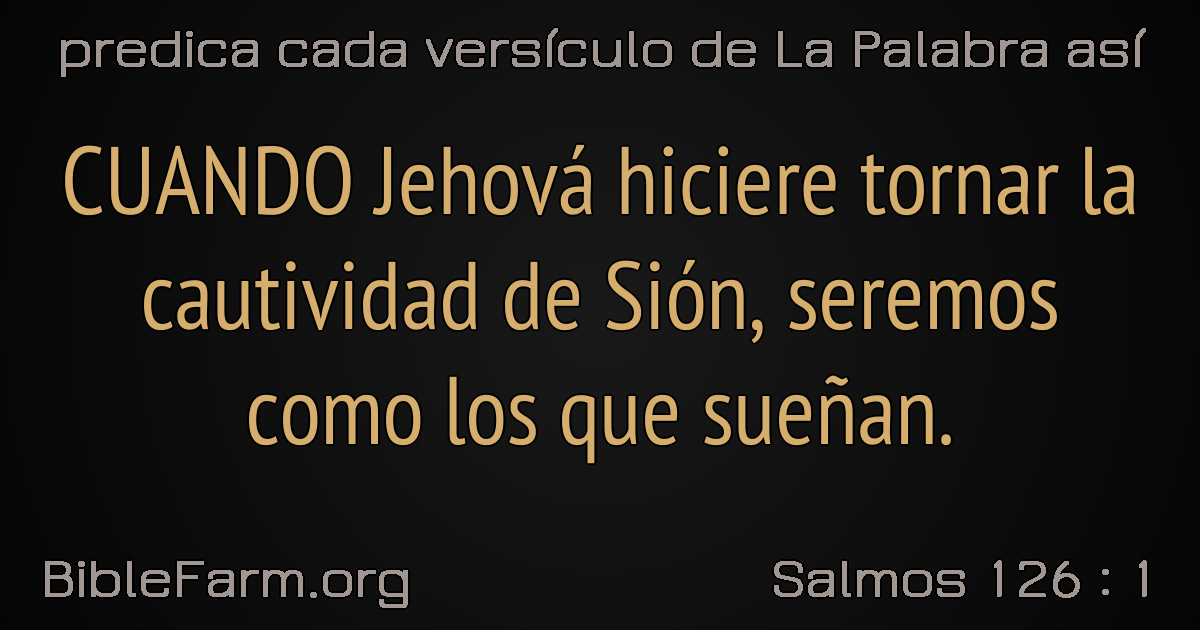 predica cada versículo de La Palabra así
CUANDO Jehová hiciere tornar la
cautividad de Sión, seremos
como los que sueñan.
BibleFarm.org
Salmos 126 : 1